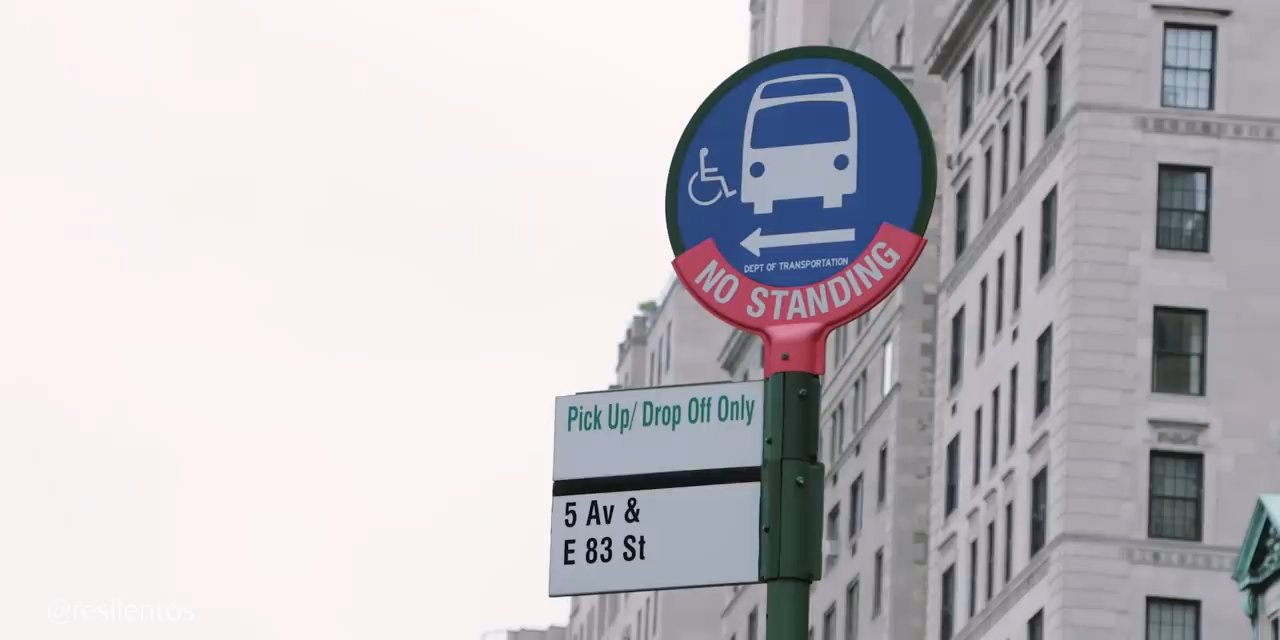 DEPT OF TRANSPORTATION
NO STANDING
Pick Up/ Drop Off Only
5 Av &
E 83 St
@resilentos